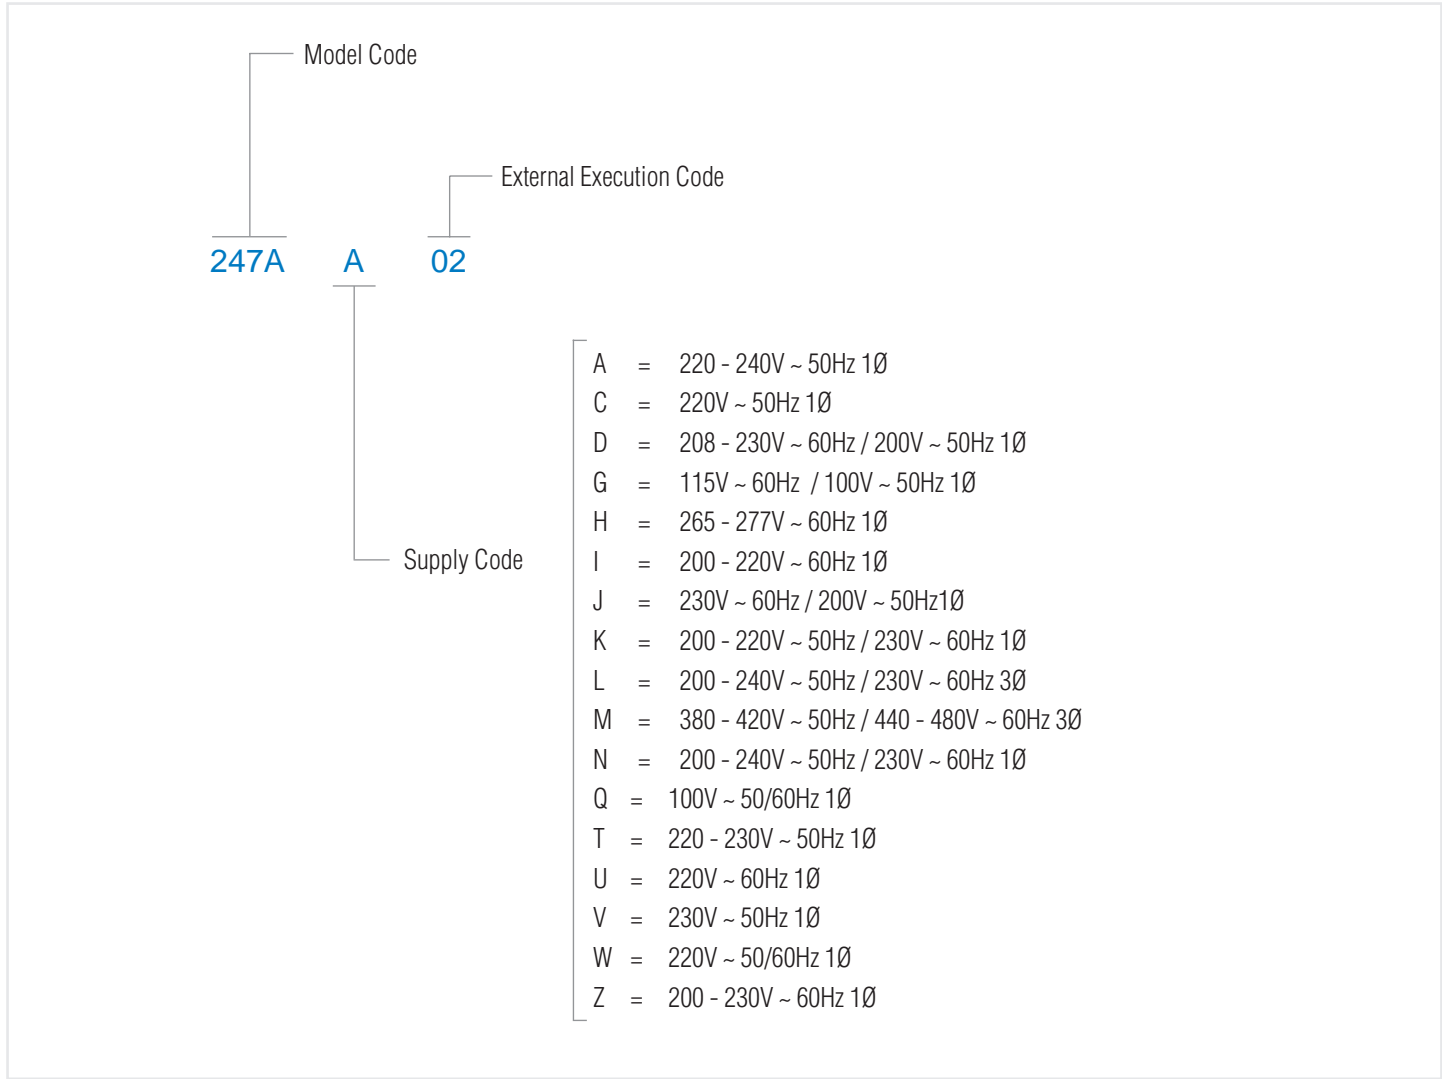 Model Code
External Execution Code
247A A 02
A = 220 - 240V ~ 50Hz 1Ø
C = 220V ~ 50Hz 1Ø
D = 208 - 230V ~ 60Hz / 200V ~ 50Hz 1Ø
G = 115V ~ 60Hz / 100V ~ 50Hz 1Ø
H = 265 - 277V ~ 60Hz 1Ø
Supply Code
I = 200 - 220V ~ 60Hz 1Ø
J = 230V ~ 60Hz / 200V ~ 50Hz1Ø
K = 200 - 220V ~ 50Hz / 230V ~ 60Hz 1Ø
L = 200 - 240V ~ 50Hz / 230V ~ 60Hz 3Ø
M = 380 - 420V ~ 50Hz / 440 - 480V ~ 60Hz 3Ø
N = 200 - 240V ~ 50Hz / 230V ~ 60Hz 1Ø
Q = 100V ~ 50/60Hz 1Ø
T = 220 - 230V ~ 50Hz 1Ø
U = 220V ~ 60Hz 1Ø
V = 230V ~ 50Hz 1Ø
W = 220V ~ 50/60Hz 1Ø
Z = 200 - 230V ~ 60Hz 1Ø